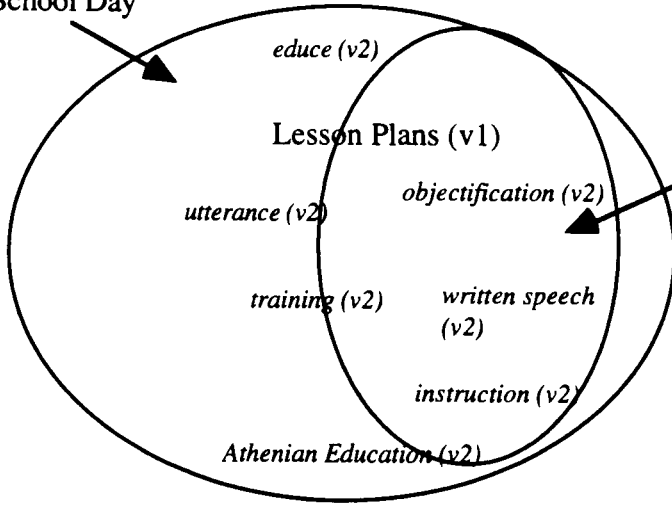 School Day
educe (v2)
Lesson Plans (v1)
objectification (v2)
utterance (v2)
training (v2)
written speech
(v2)
instruction (v2)
Athenian Education (v2)